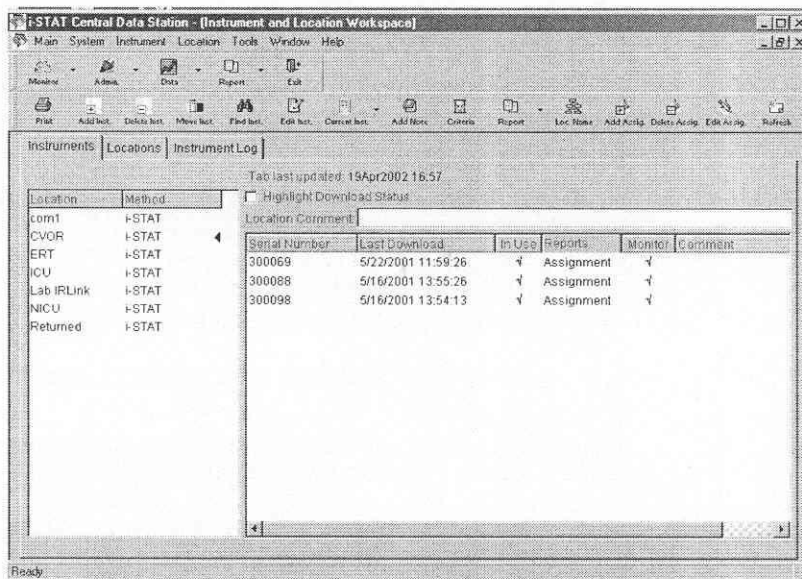 i-STAT Central Data Station - (Instrument and Location Workspace]
Main System Instrument Location Tools Window Help
Monitor Admin. Data Report Exit
Print Add Inst. Delete Inst. Move Inst. Find Inst. Edit Inst. Current Inst. Add Note Criteria Report Loc. Name Add Assig. Delete Assig. Edit Assig. Refresh
Instruments Locations Instrument Log
Tab last updated: 19Apr2002 16:57
Highlight Download Status
Location Comment
Location Method
com1 i-STAT
CVOR i-STAT
ERT i-STAT
ICU i-STAT
Lab IRLink i-STAT
NICU i-STAT
Returned i-STAT
Serial Number Last Download In Use Reports Monitor Comment
300069 5/22/2001 11:59:26 √ Assignment √
300088 5/16/2001 13:55:26 √ Assignment √
300098 5/16/2001 13:54:13 √ Assignment √
Ready